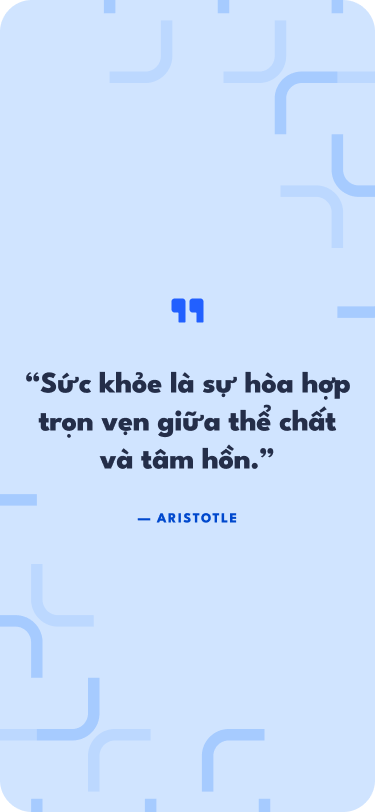 “Sức khỏe là sự hòa hợp
trọn vẹn giữa thể chất
và tâm hồn.”
— ARISTOTLE